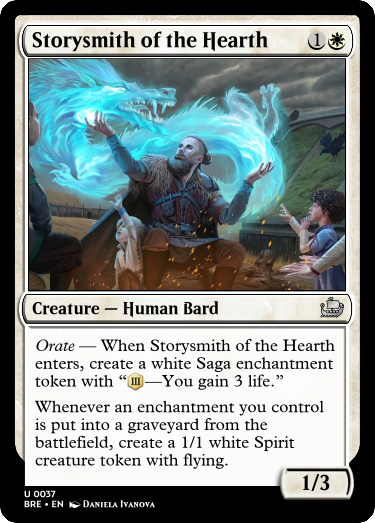 Storysmith of the Hearth 1
Creature — Human Bard
Orate — When Storysmith of the Hearth
enters, create a white Saga enchantment
token with “III—You gain 3 life.”
Whenever an enchantment you control
is put into a graveyard from the
battlefield, create a 1/1 white Spirit
creature token with flying.
1/3
U 0037
BRE • EN Daniela Ivanova